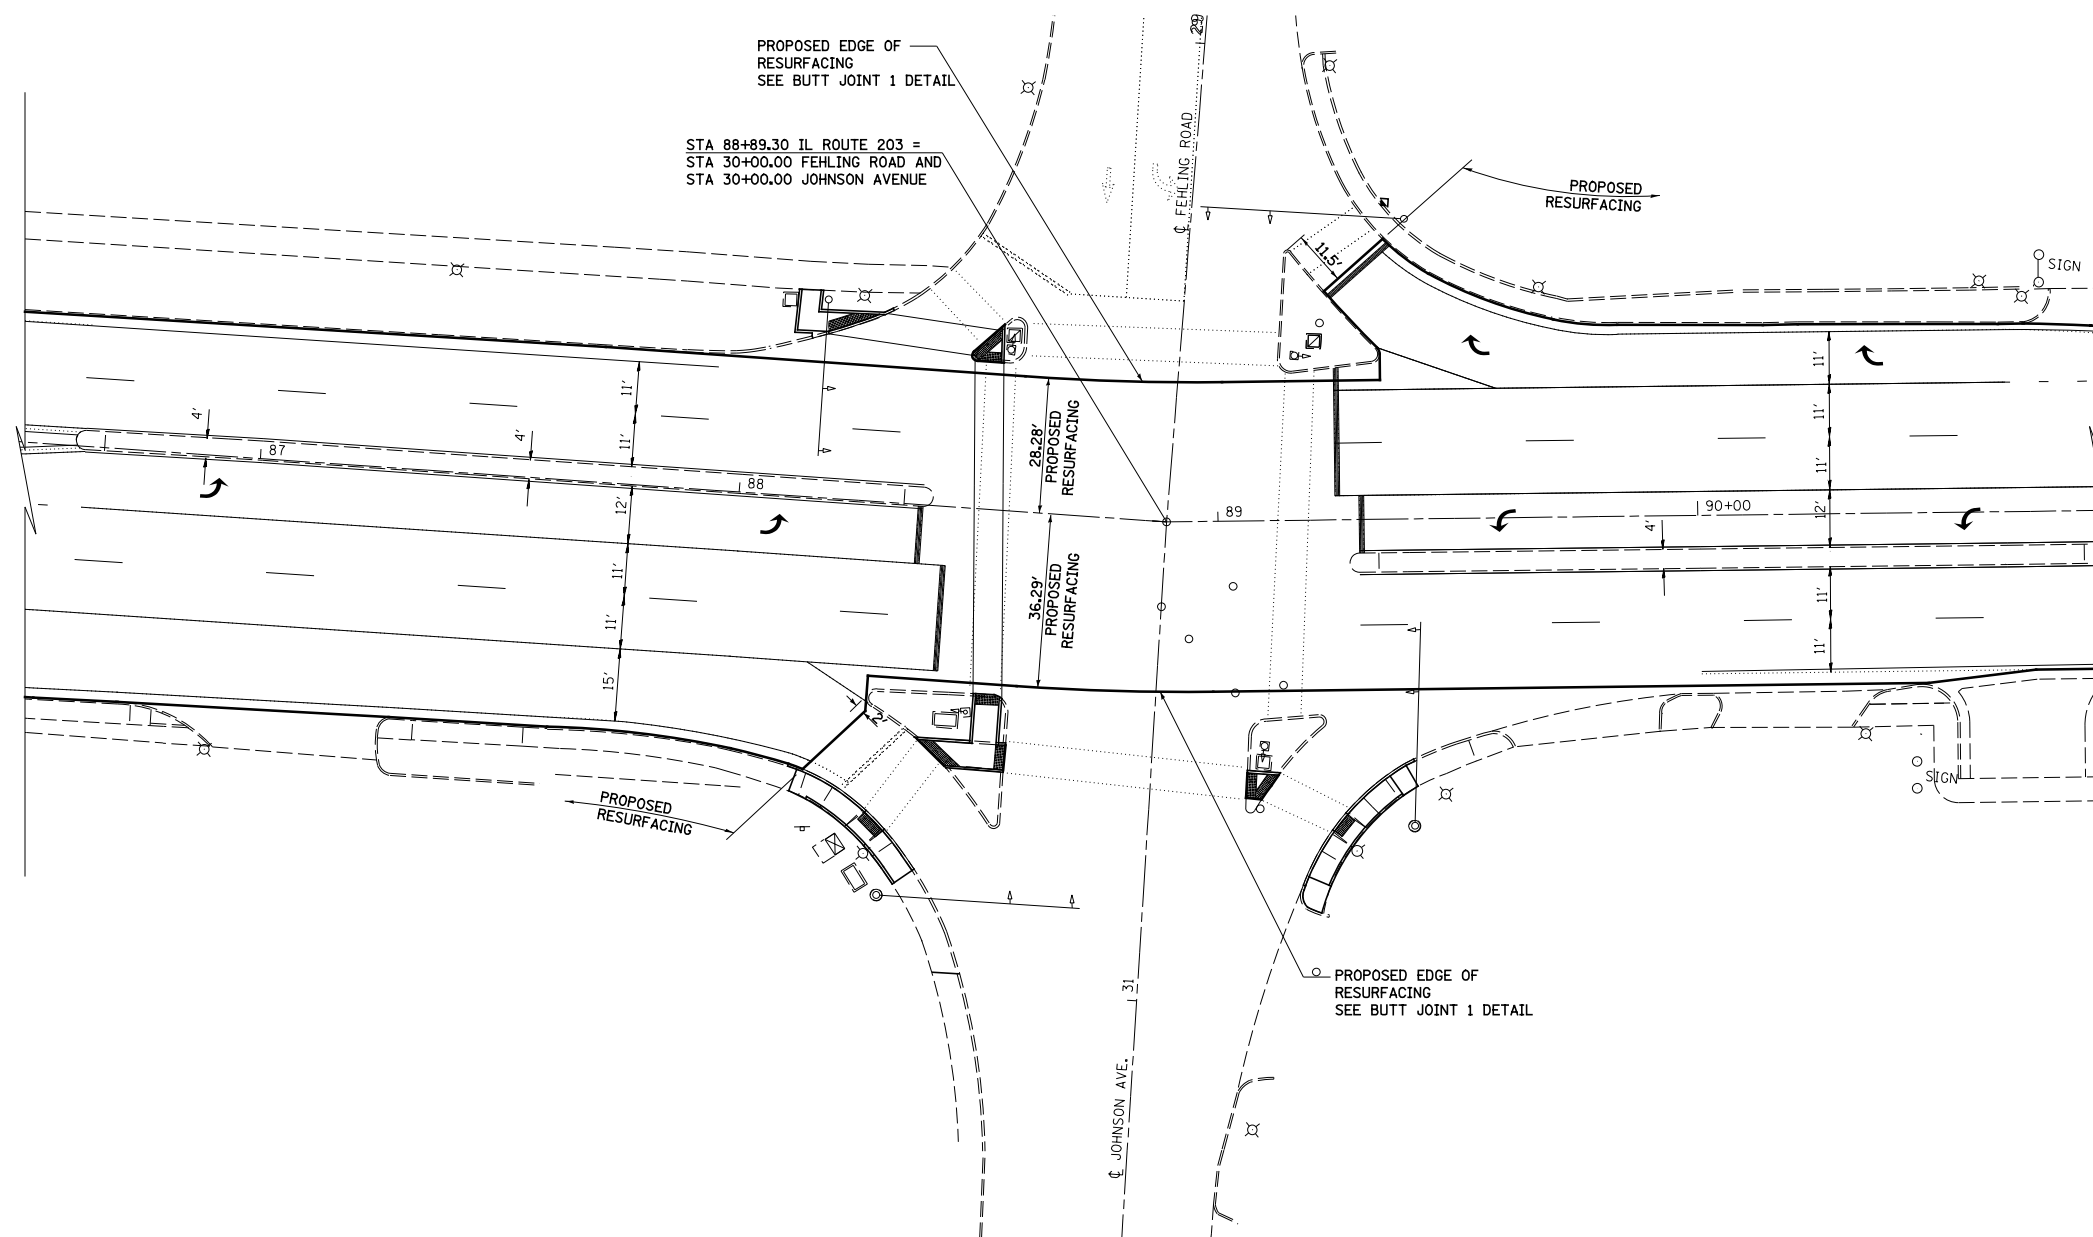 29
PROPOSED EDGE OF
RESURFACING
SEE BUTT JOINT 1 DETAIL
STA 88+89.30 IL ROUTE 203 =
STA 30+00.00 FEHLING ROAD AND
STA 30+00.00 JOHNSON AVENUE
℄ FEHLING ROAD
PROPOSED
RESURFACING
11.5'
SIGN
11'
11'
11'
11'
11'
4'
4'
87
88
28.28'
PROPOSED
RESURFACING
89
90+00
12'
12'
4'
11'
11'
11'
11'
15'
36.29'
PROPOSED
RESURFACING
2'
PROPOSED
RESURFACING
SIGN
31
PROPOSED EDGE OF
RESURFACING
SEE BUTT JOINT 1 DETAIL
℄ JOHNSON AVE.